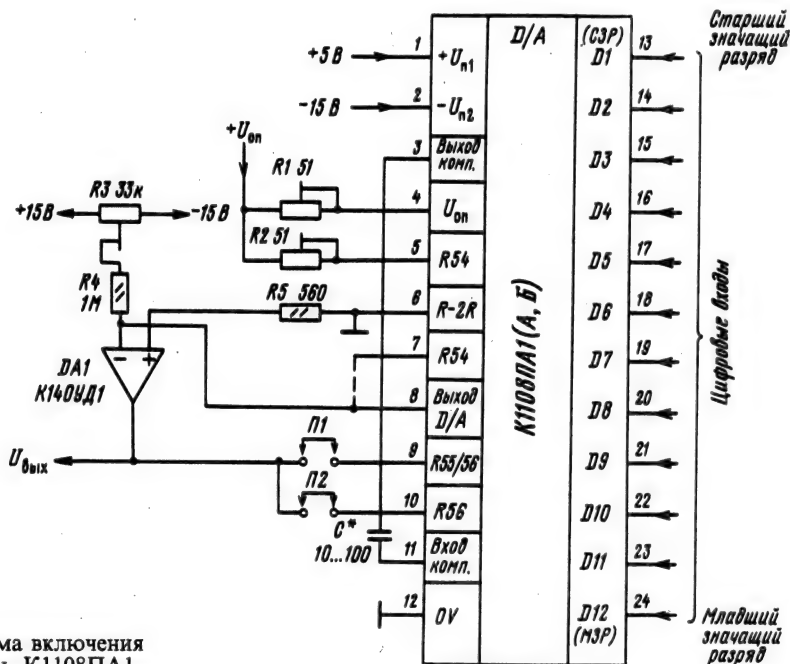 +5 В
-15 В
+Uоп
R1 51
R2 51
R3 33к
+15В
-15 В
R4
1М
R5 560
DA1
К140УД1
-
+
Uвых
П1
П2
C*
10...100
1
2
3
4
5
6
7
8
9
10
11
12
+Uп1
-Uп2
Выход
комп.
Uоп
R54
R-2R
R54
Выход
D/A
R55/56
R56
Вход
комп.
0V
D/A
К1108ПА1(А, Б)
(СЗР)
D1
D2
D3
D4
D5
D6
D7
D8
D9
D10
D11
D12
(МЗР)
13
14
15
16
17
18
19
20
21
22
23
24
Старший
значащий
разряд
Цифровые входы
Младший
значащий
разряд
ма включения
К1108ПА1